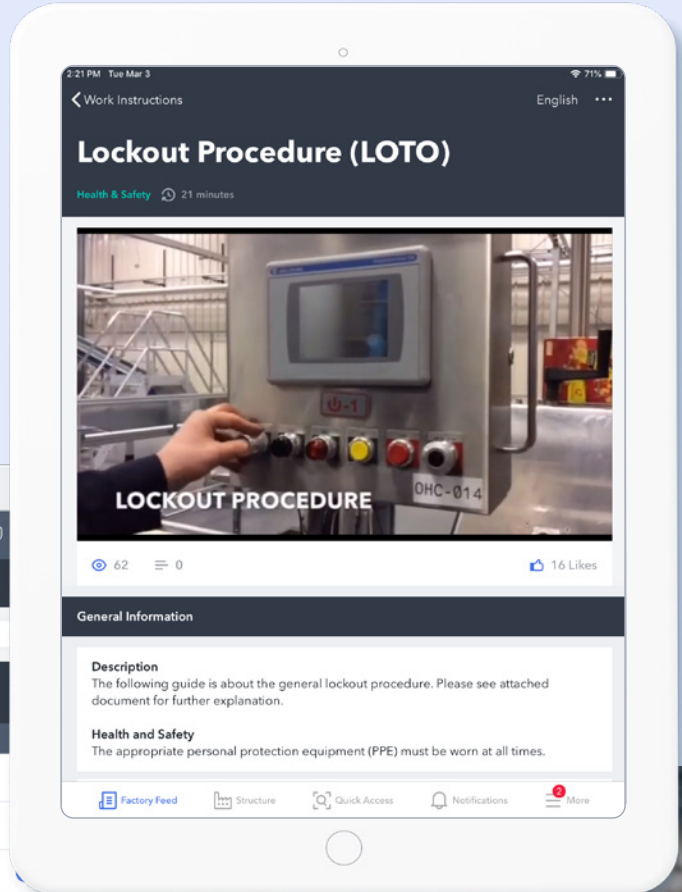 2:21 PM Tue Mar 3
71%
Work Instructions
English
Lockout Procedure (LOTO)
Health & Safety
21 minutes
LOCKOUT PROCEDURE
OHC-014
62
0
16 Likes
General Information
Description
The following guide is about the general lockout procedure. Please see attached
document for further explanation.
Health and Safety
The appropriate personal protection equipment (PPE) must be worn at all times.
Factory Feed
Structure
Quick Access
Notifications
2
More